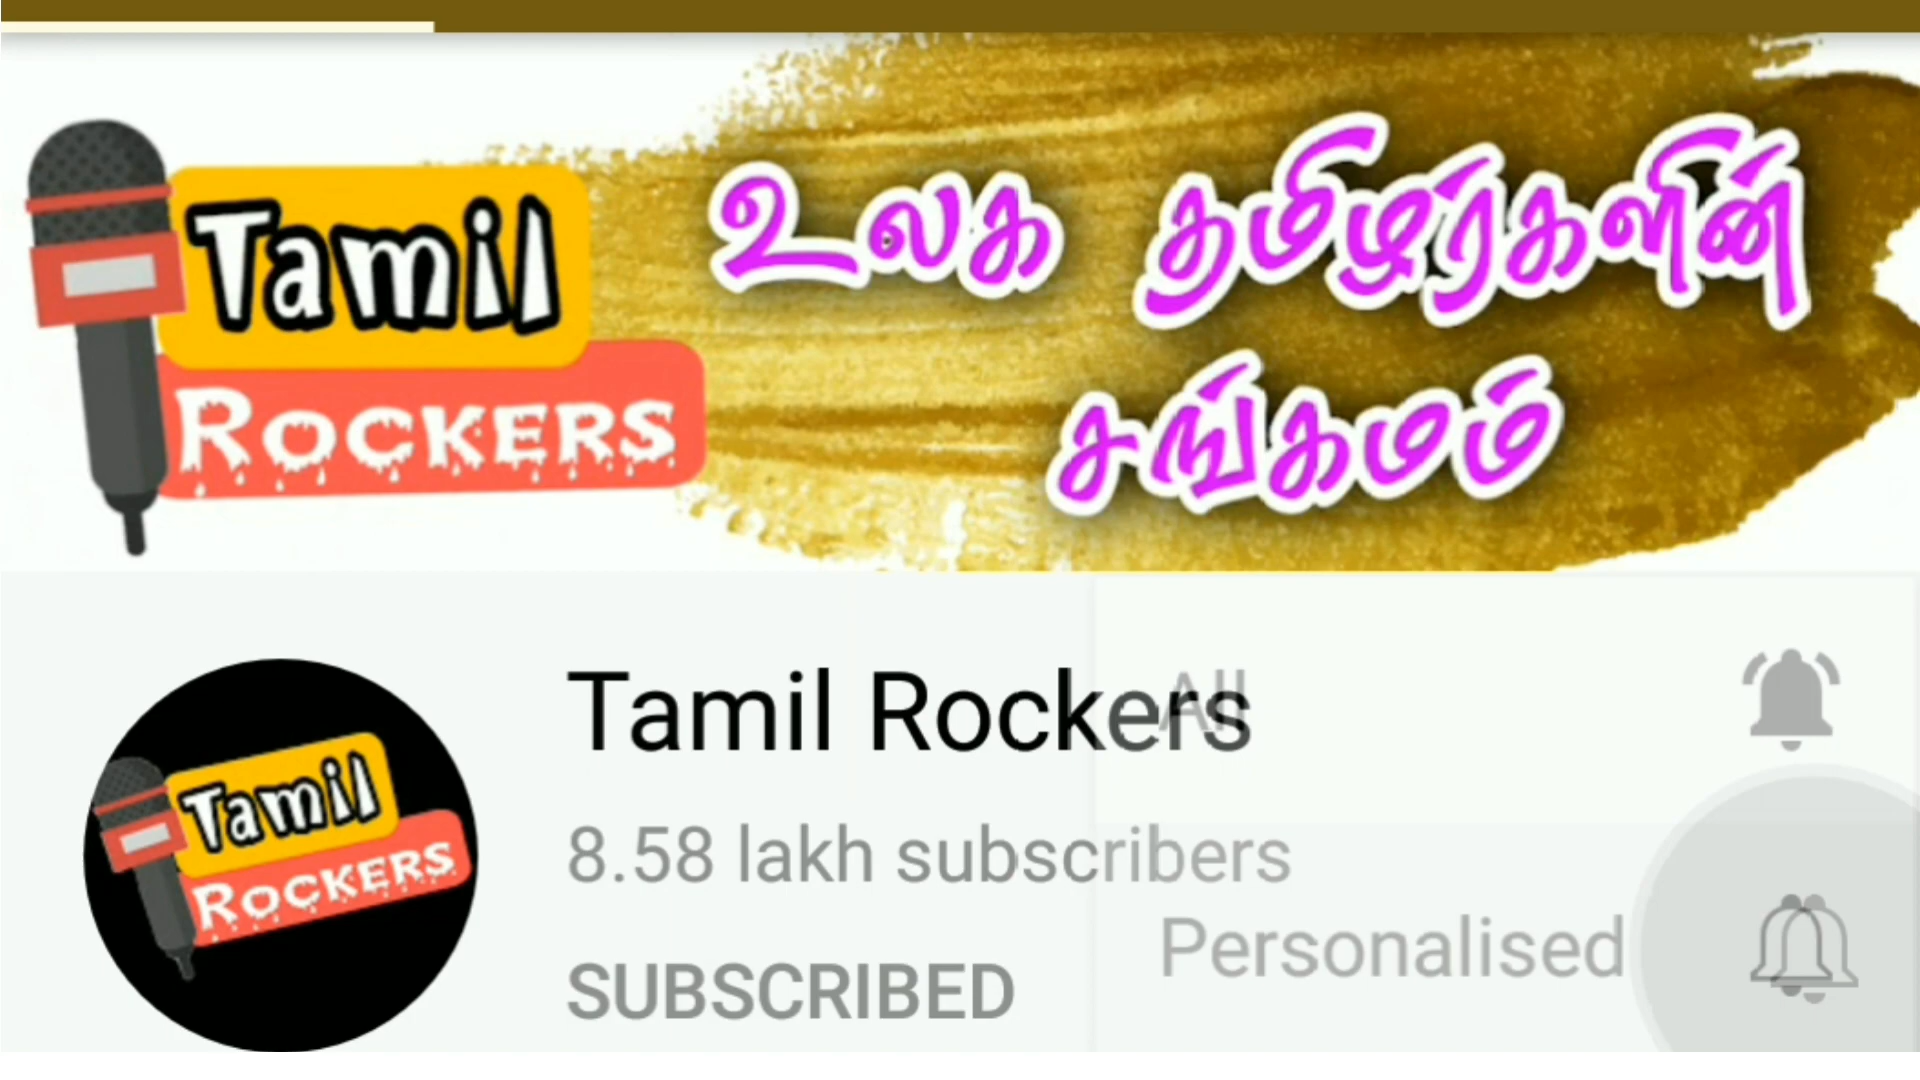 Tamil
ROCKERS
உலக தமிழர்களின்
சங்கமம்
Tamil
ROCKERS
Tamil Rockers
All
8.58 lakh subscribers
Personalised
SUBSCRIBED